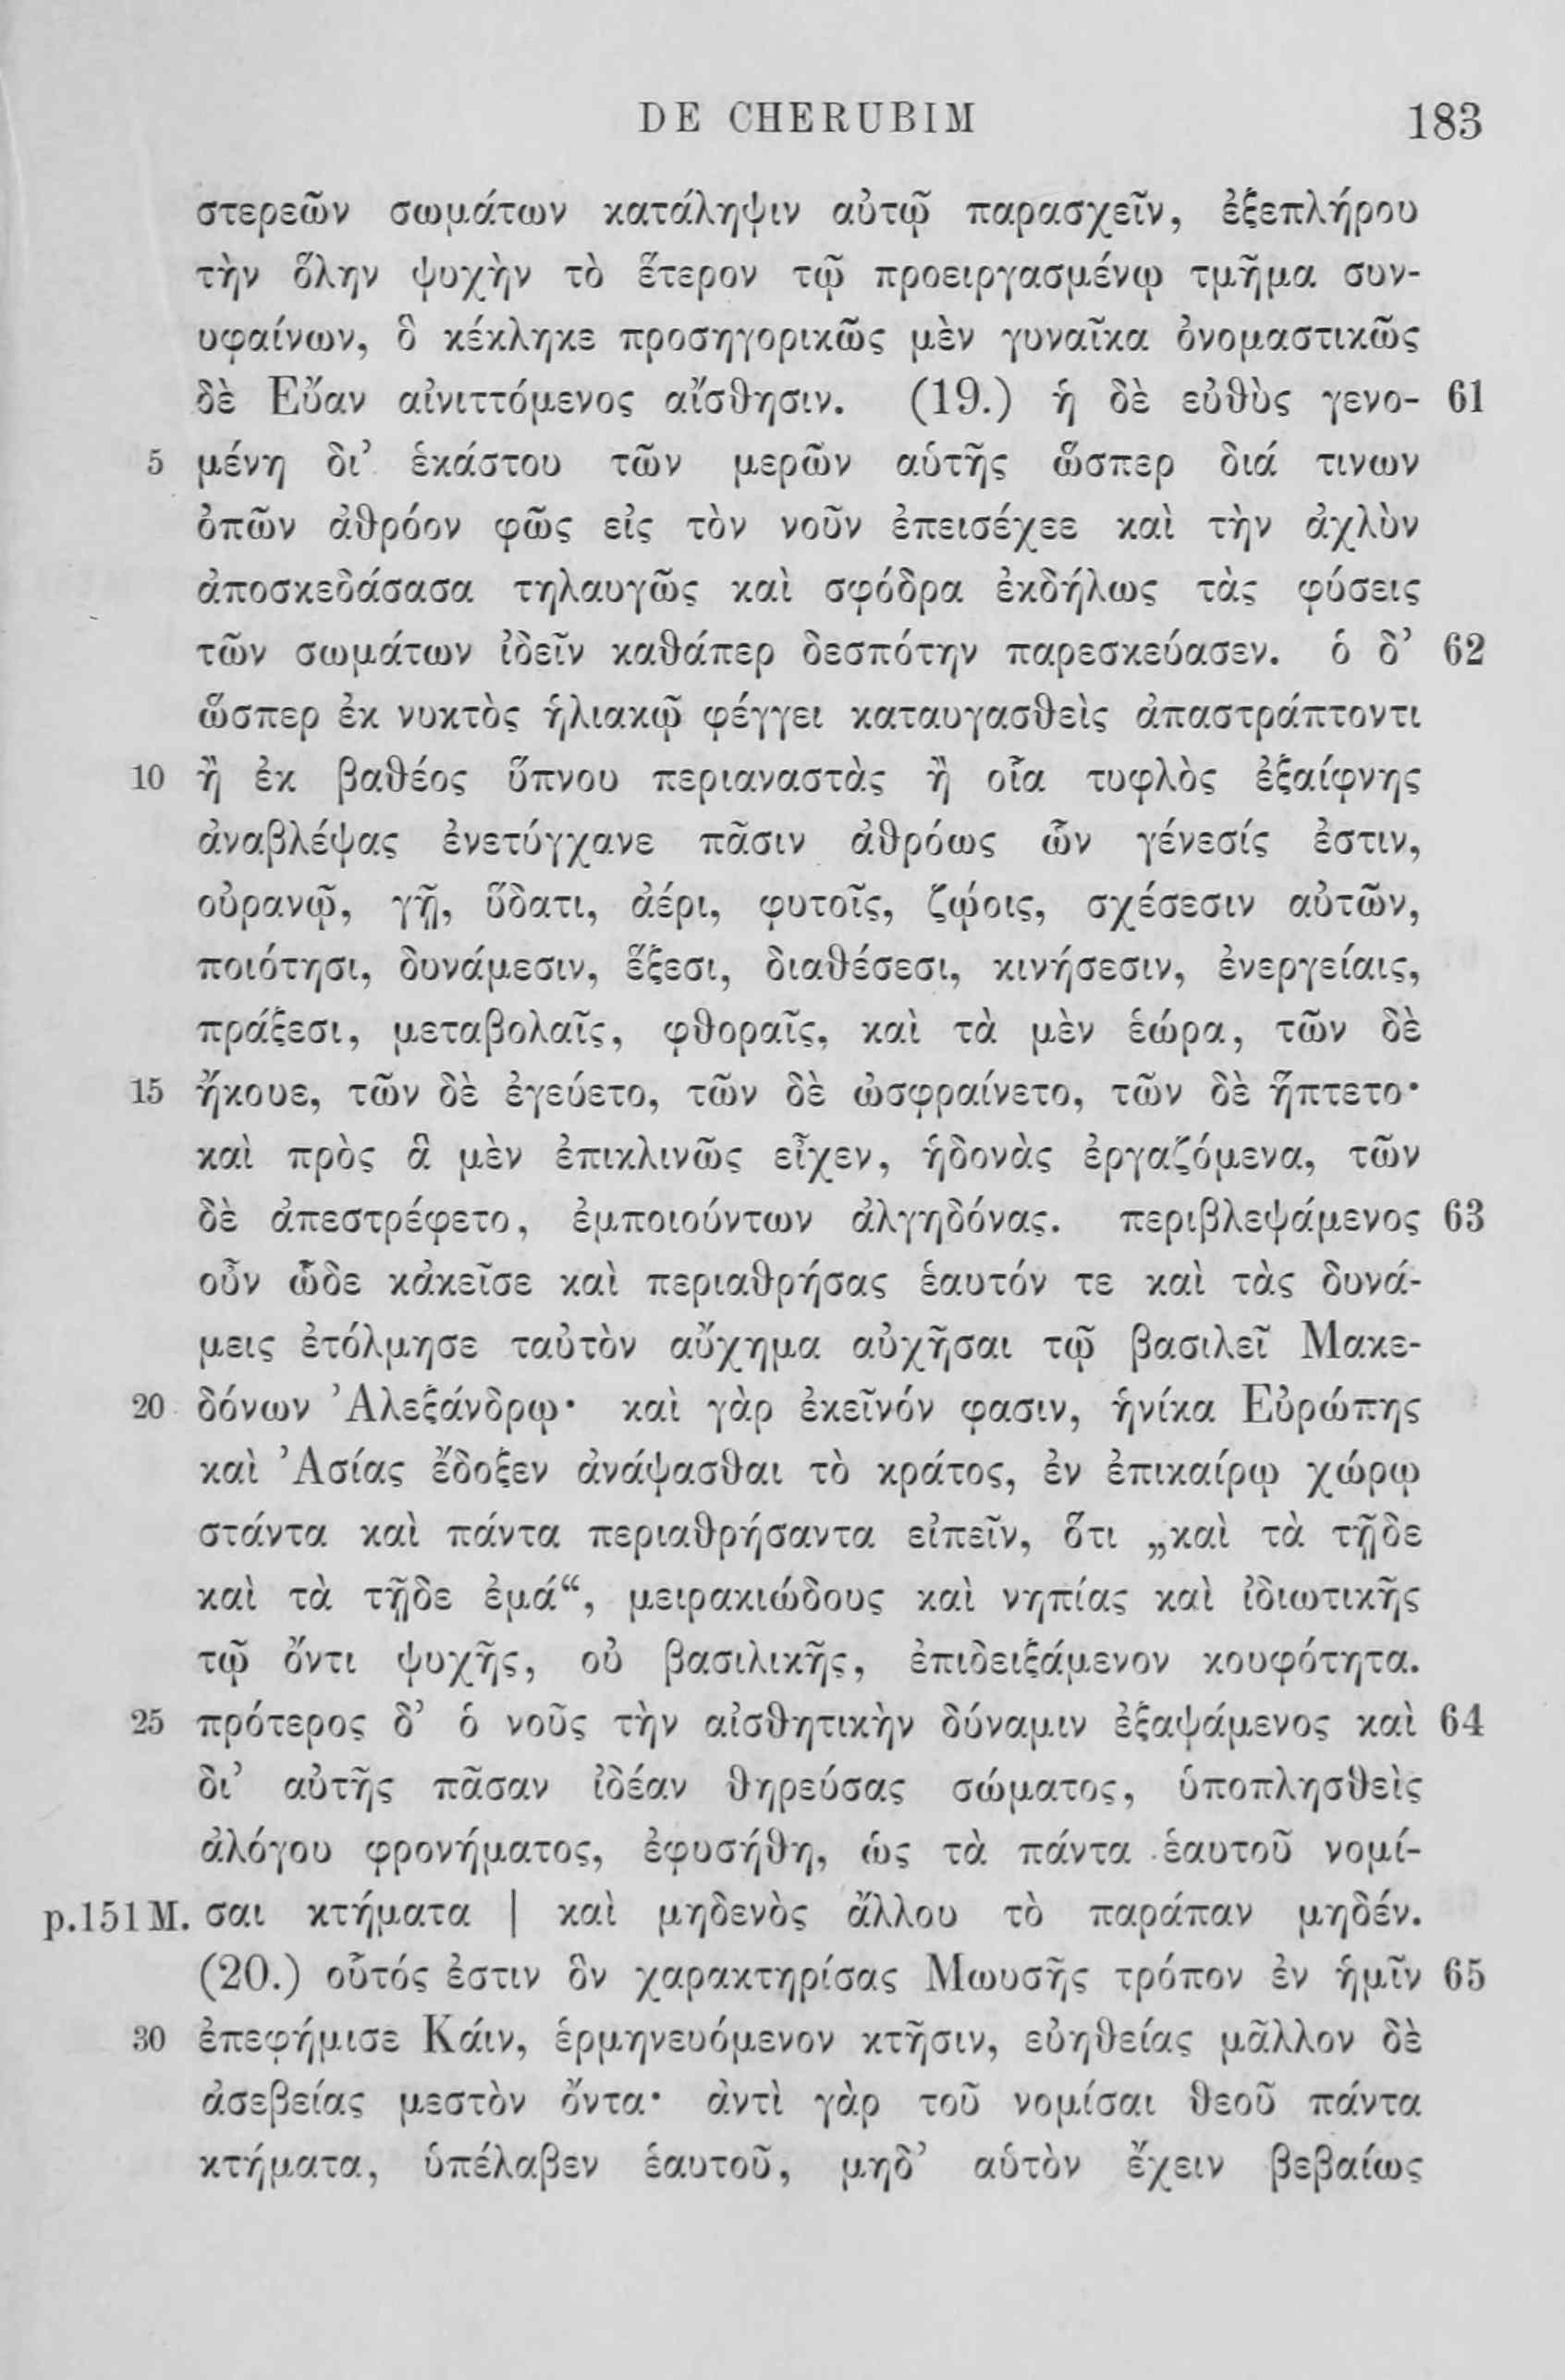 DE CHERUBIM 183
στερεῶν σωμάτων κατάληψιν αὐτῷ παρασχεῖν, ἐξεπλήρου
τὴν ὅλην ψυχὴν τὸ ἕτερον τῷ προειργασμένῳ τμῆμα συν-
υφαίνων, ὃ κέκληκε προσηγορικῶς μὲν γυναῖκα ὀνομαστικῶς
δὲ Εὔαν αἰνιττόμενος αἴσθησιν. (19.) ἡ δὲ εὐθὺς γενο- 61
5 μένη δι’ ἑκάστου τῶν μερῶν αὑτῆς ὥσπερ διά τινων
ὀπῶν ἀθρόον φῶς εἰς τὸν νοῦν ἐπεισέχεε καὶ τὴν ἀχλὺν
ἀποσκεδάσασα τηλαυγῶς καὶ σφόδρα ἐκδήλως τὰς φύσεις
τῶν σωμάτων ἰδεῖν καθάπερ δεσπότην παρεσκεύασεν. ὁ δ’ 62
ὥσπερ ἐκ νυκτὸς ἡλιακῷ φέγγει καταυγασθεὶς ἀπαστράπτοντι
10 ἢ ἐκ βαθέος ὕπνου περιαναστὰς ἢ οἷα τυφλὸς ἐξαίφνης
ἀναβλέψας ἐνετύγχανε πᾶσιν ἀθρόως ὧν γένεσίς ἐστιν,
οὐρανῷ, γῇ, ὕδατι, ἀέρι, φυτοῖς, ζῴοις, σχέσεσιν αὐτῶν,
ποιότησι, δυνάμεσιν, ἕξεσι, διαθέσεσι, κινήσεσιν, ἐνεργείαις,
πράξεσι, μεταβολαῖς, φθοραῖς, καὶ τὰ μὲν ἑώρα, τῶν δὲ
15 ἤκουε, τῶν δὲ ἐγεύετο, τῶν δὲ ὠσφραίνετο, τῶν δὲ ἥπτετο·
καὶ πρὸς ἃ μὲν ἐπικλινῶς εἶχεν, ἡδονὰς ἐργαζόμενα, τῶν
δὲ ἀπεστρέφετο, ἐμποιούντων ἀλγηδόνας. περιβλεψάμενος 63
οὖν ὧδε κἀκεῖσε καὶ περιαθρήσας ἑαυτόν τε καὶ τὰς δυνά-
μεις ἐτόλμησε ταὐτὸν αὔχημα αὐχῆσαι τῷ βασιλεῖ Μακε-
20 δόνων Ἀλεξάνδρῳ· καὶ γὰρ ἐκεῖνόν φασιν, ἡνίκα Εὐρώπης
καὶ Ἀσίας ἔδοξεν ἀνάψασθαι τὸ κράτος, ἐν ἐπικαίρῳ χώρῳ
στάντα καὶ πάντα περιαθρήσαντα εἰπεῖν, ὅτι „καὶ τὰ τῇδε
καὶ τὰ τῇδε ἐμά“, μειρακιώδους καὶ νηπίας καὶ ἰδιωτικῆς
τῷ ὄντι ψυχῆς, οὐ βασιλικῆς, ἐπιδειξάμενον κουφότητα.
25 πρότερος δ’ ὁ νοῦς τὴν αἰσθητικὴν δύναμιν ἐξαψάμενος καὶ 64
δι’ αὐτῆς πᾶσαν ἰδέαν θηρεύσας σώματος, ὑποπλησθεὶς
ἀλόγου φρονήματος, ἐφυσήθη, ὡς τὰ πάντα ἑαυτοῦ νομί-
p.151 M. σαι κτήματα | καὶ μηδενὸς ἄλλου τὸ παράπαν μηδέν.
(20.) οὗτός ἐστιν ὃν χαρακτηρίσας Μωυσῆς τρόπον ἐν ἡμῖν 65
30 ἐπεφήμισε Κάιν, ἑρμηνευόμενον κτῆσιν, εὐηθείας μᾶλλον δὲ
ἀσεβείας μεστὸν ὄντα· ἀντὶ γὰρ τοῦ νομίσαι θεοῦ πάντα
κτήματα, ὑπέλαβεν ἑαυτοῦ, μηδ’ αὑτὸν ἔχειν βεβαίως